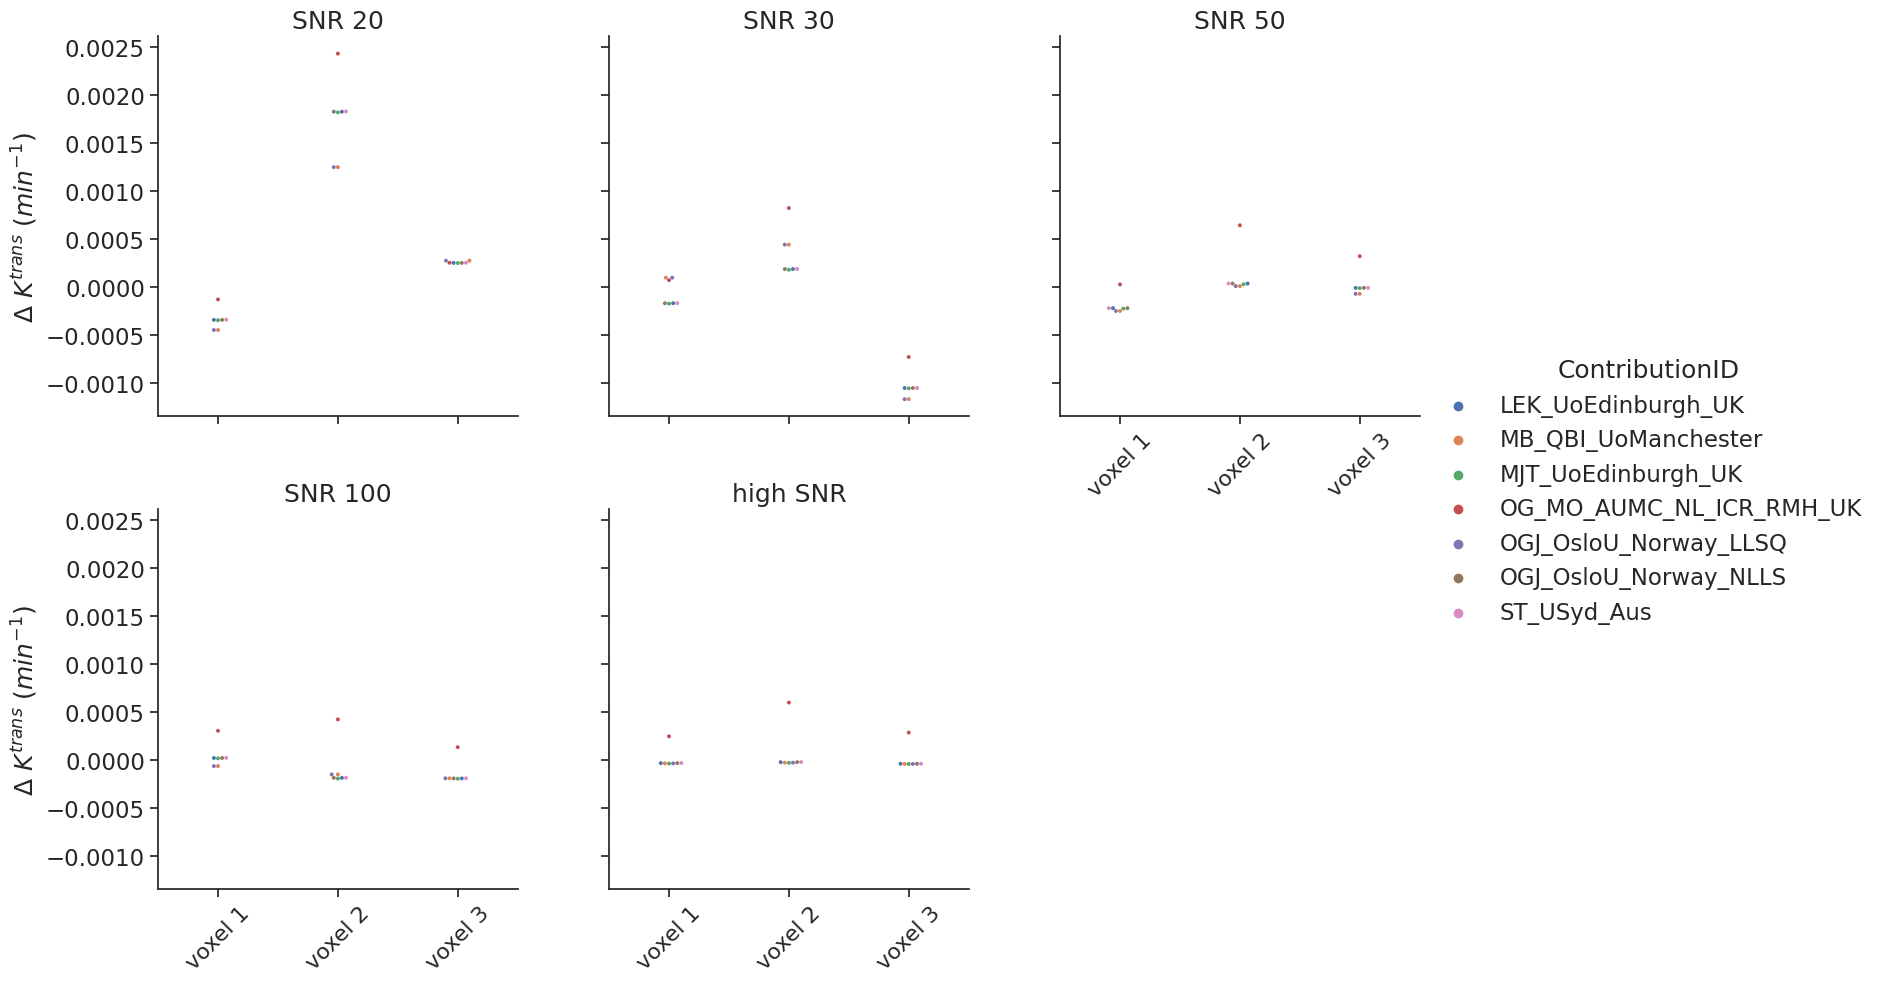 SNR 20
SNR 30
SNR 50
0.0025
0.0020
0.0015
0.0010
0.0005
0.0000
−0.0005
−0.0010
Δ K^{trans} (min^{−1})
voxel 1
voxel 2
voxel 3
ContributionID
LEK_UoEdinburgh_UK
MB_QBI_UoManchester
MJT_UoEdinburgh_UK
OG_MO_AUMC_NL_ICR_RMH_UK
OGJ_OsloU_Norway_LLSQ
OGJ_OsloU_Norway_NLLS
ST_USyd_Aus
SNR 100
high SNR
0.0025
0.0020
0.0015
0.0010
0.0005
0.0000
−0.0005
−0.0010
Δ K^{trans} (min^{−1})
voxel 1
voxel 2
voxel 3
voxel 1
voxel 2
voxel 3